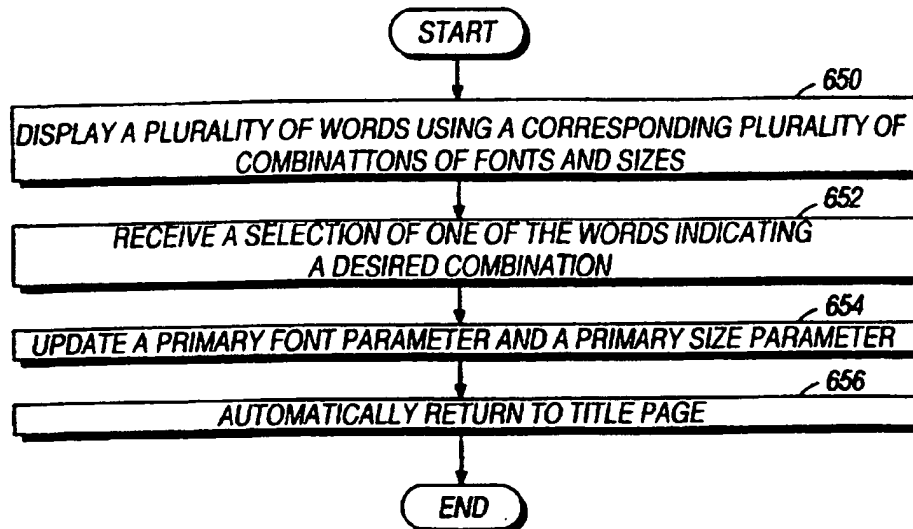 START
650
DISPLAY A PLURALITY OF WORDS USING A CORRESPONDING PLURALITY OF
COMBINATTONS OF FONTS AND SIZES
652
RECEIVE A SELECTION OF ONE OF THE WORDS INDICATING
A DESIRED COMBINATION
654
UPDATE A PRIMARY FONT PARAMETER AND A PRIMARY SIZE PARAMETER
656
AUTOMATICALLY RETURN TO TITLE PAGE
END